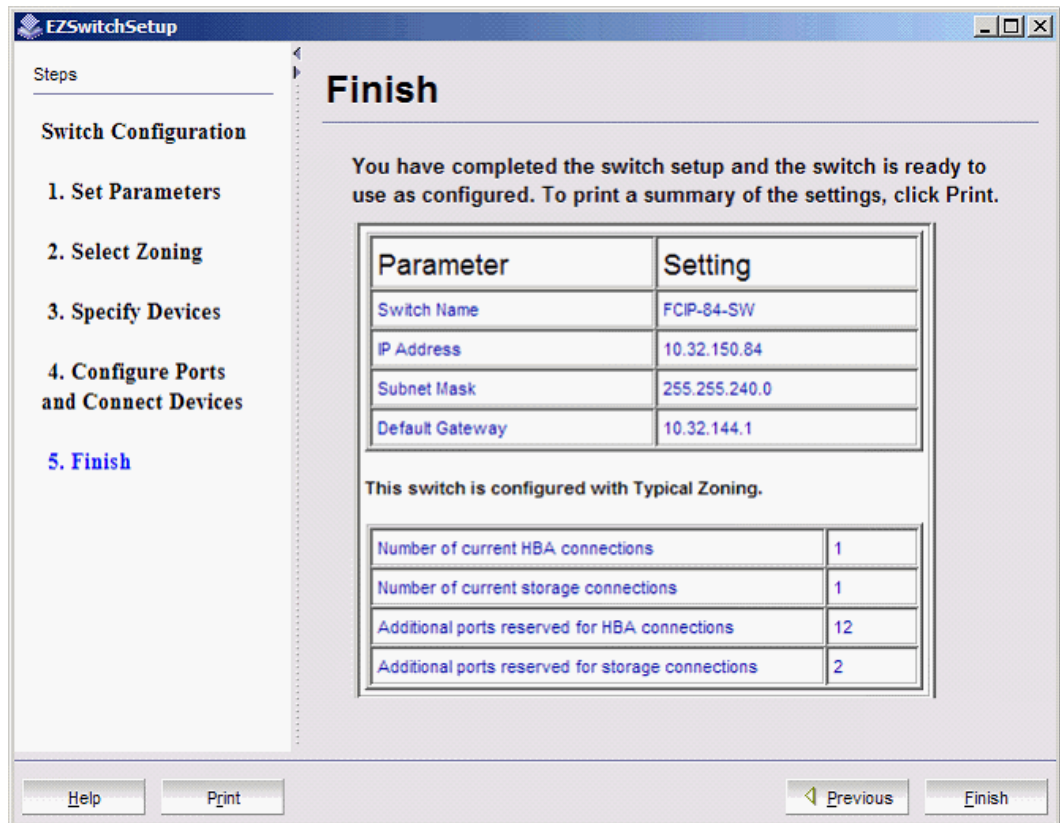 EZSwitchSetup
Steps
Switch Configuration
1. Set Parameters
2. Select Zoning
3. Specify Devices
4. Configure Ports
and Connect Devices
5. Finish
Finish
You have completed the switch setup and the switch is ready to
use as configured. To print a summary of the settings, click Print.
Parameter Setting
Switch Name FCIP-84-SW
IP Address 10.32.150.84
Subnet Mask 255.255.240.0
Default Gateway 10.32.144.1
This switch is configured with Typical Zoning.
Number of current HBA connections 1
Number of current storage connections 1
Additional ports reserved for HBA connections 12
Additional ports reserved for storage connections 2
Help Print Previous Finish